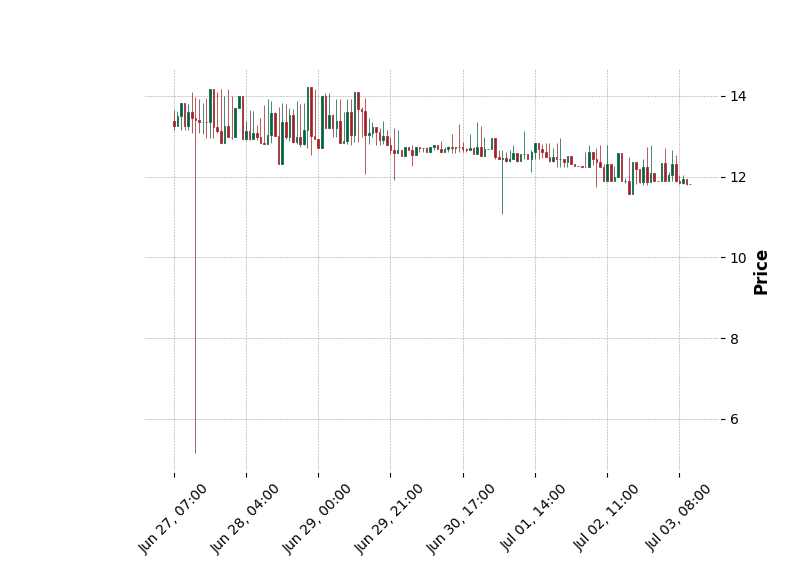 14
12
10
8
6
Price
Jun 27, 07:00
Jun 28, 04:00
Jun 29, 00:00
Jun 29, 21:00
Jun 30, 17:00
Jul 01, 14:00
Jul 02, 11:00
Jul 03, 08:00